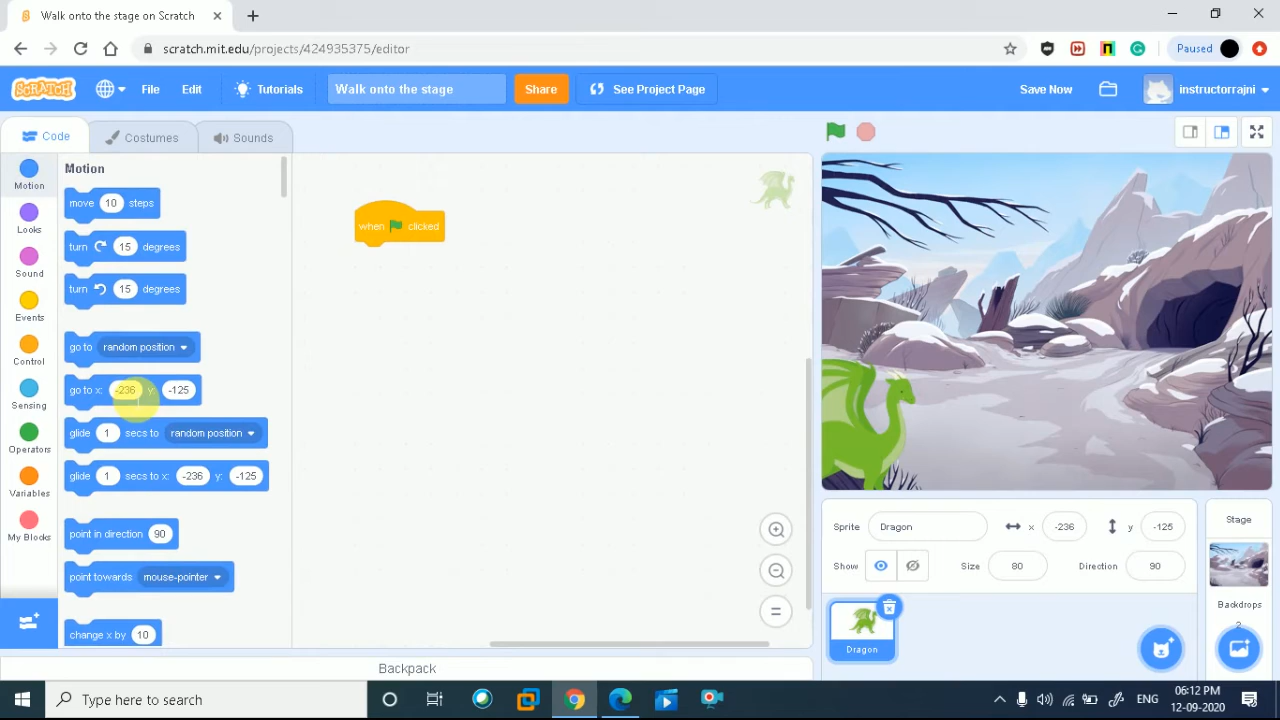 Walk onto the stage on Scratch
scratch.mit.edu/projects/424935375/editor
Paused
SCRATCH
File
Edit
Tutorials
Walk onto the stage
Share
See Project Page
Save Now
instructorrajni
Code
Costumes
Sounds
Motion
Looks
Sound
Events
Control
Sensing
Operators
Variables
My Blocks
Motion
move 10 steps
turn 15 degrees
turn 15 degrees
go to random position
go to x: -236 y: -125
glide 1 secs to random position
glide 1 secs to x: -236 y: -125
point in direction 90
point towards mouse-pointer
change x by 10
when clicked
Backpack
Sprite Dragon x -236 y -125
Show Size 80 Direction 90
Dragon
Stage
Backdrops
2
Type here to search
ENG
06:12 PM
12-09-2020